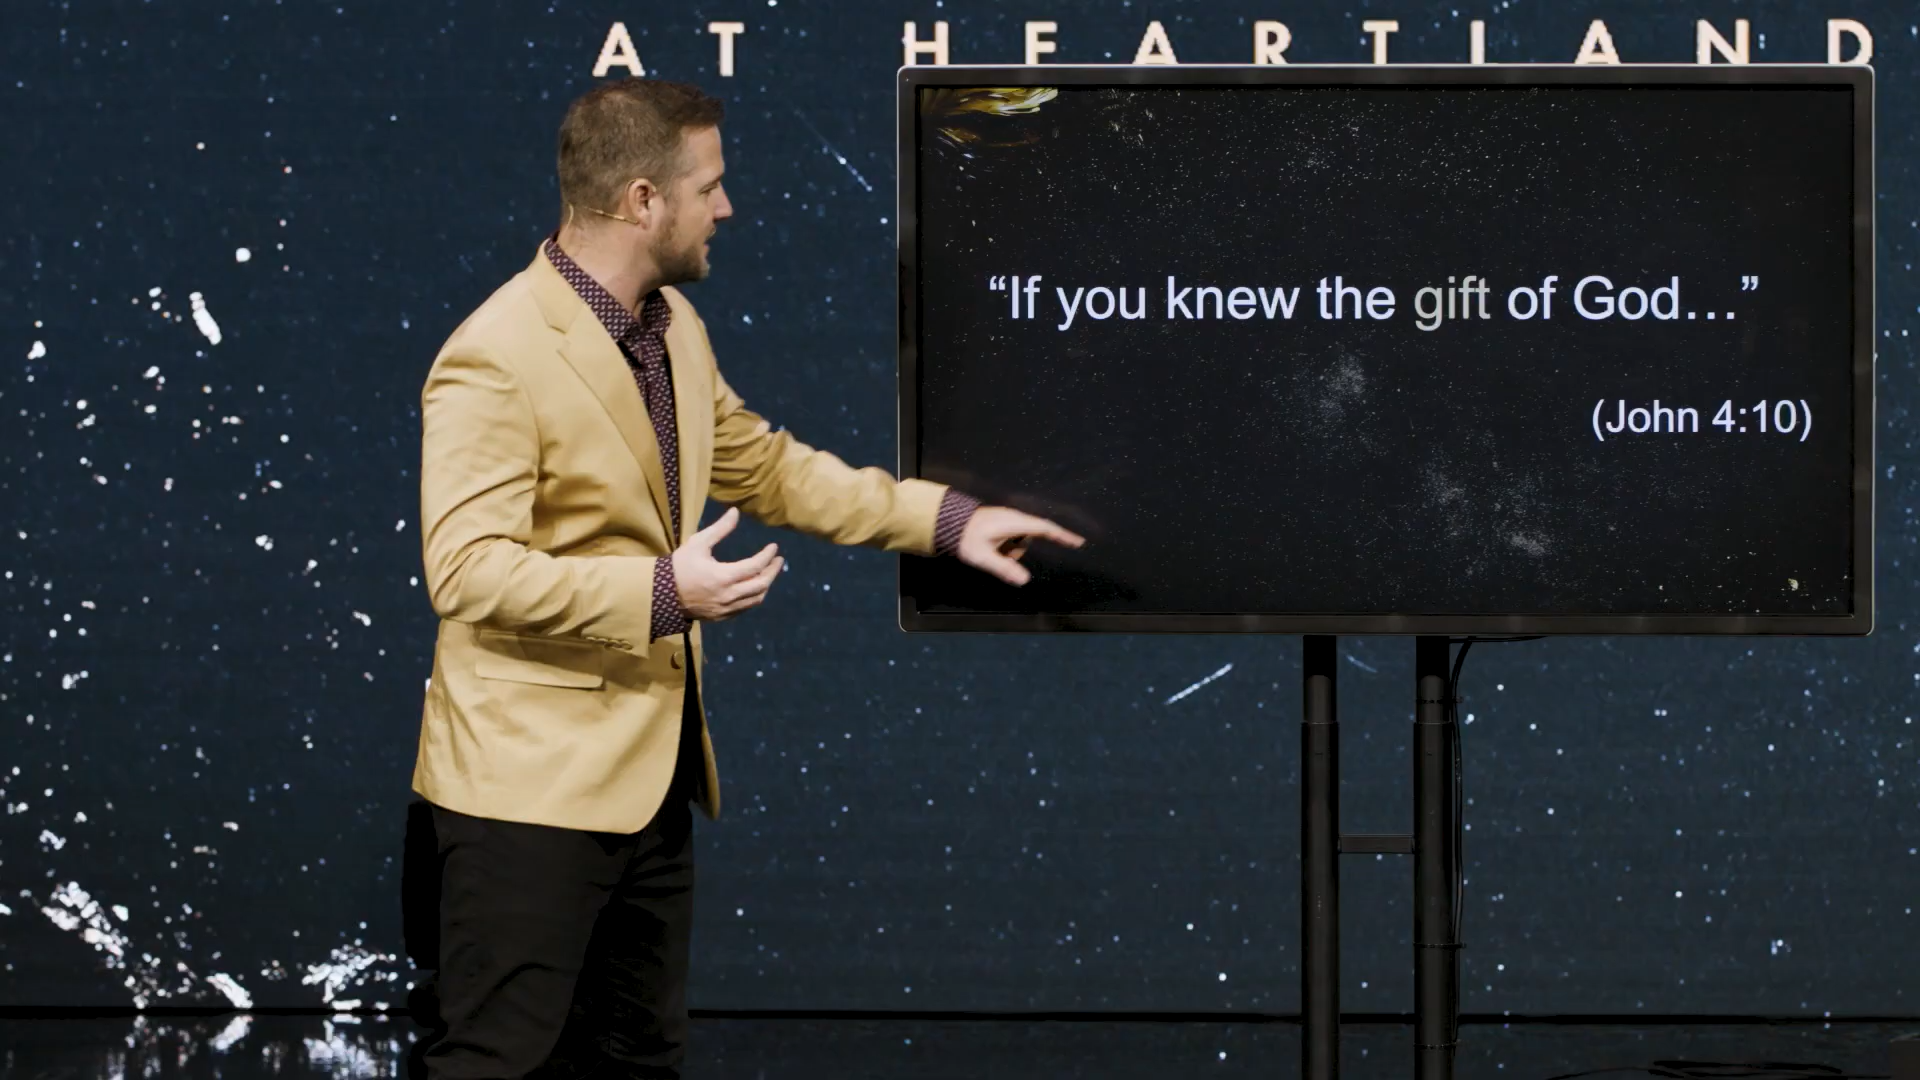 AT HEARTLAND
“If you knew the gift of God…”
(John 4:10)